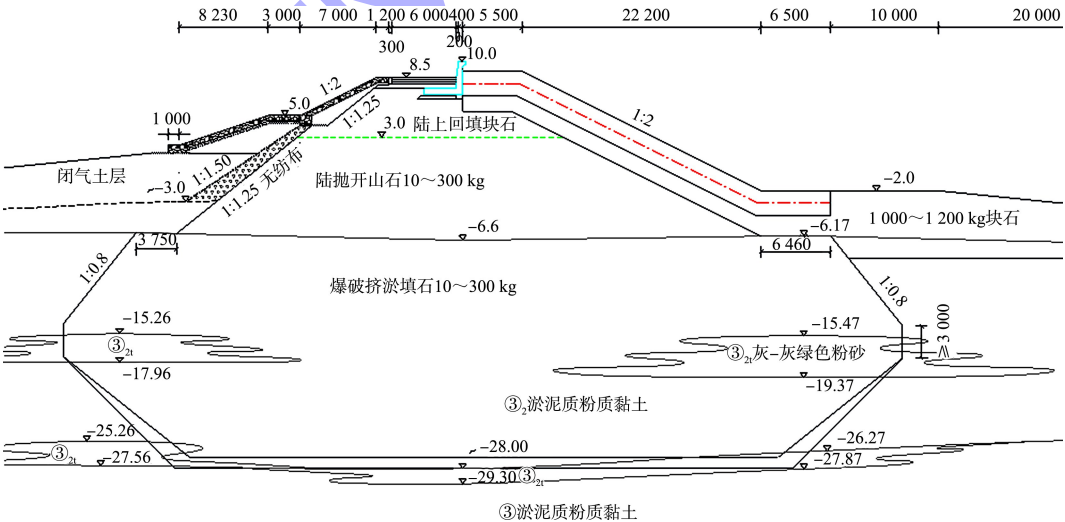 8 230 3 000 7 000 1 200 6 000 400 5 500 22 200 6 500 10 000 20 000
300 200
10.0
8.5
1:2
5.0
1:1.25
1 000
3.0 陆上回填块石
1:2
闭气土层
1:1.50
~-3.0
1:1.25 无纺布
陆抛开山石10～300 kg
-2.0
1 000～1 200 kg块石
-6.6
-6.17
3 750
6 460
1:0.8
爆破挤淤填石10～300 kg
1:0.8
-15.26
-15.47
≥3 000
③2t
③2t灰-灰绿色粉砂
-17.96
-19.37
③2淤泥质粉质黏土
-25.26
-26.27
-28.00
③2t
-27.56
-27.87
-29.30 ③2t
③淤泥质粉质黏土